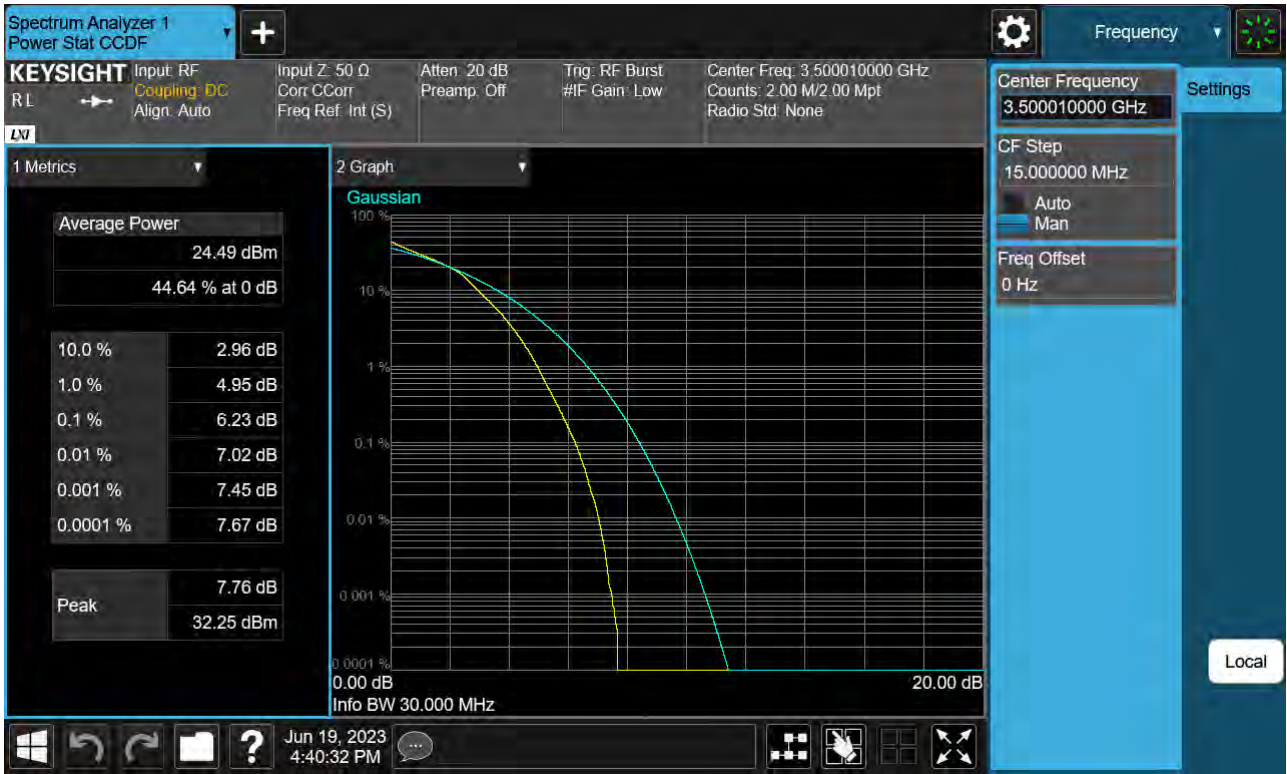 Spectrum Analyzer 1
Power Stat CCDF
+
Frequency
KEYSIGHT
RL
LXI
Input: RF
Coupling: DC
Align: Auto
Input Z: 50 Ω
Corr CCorr
Freq Ref: Int (S)
Atten: 20 dB
Preamp: Off
Trig: RF Burst
#IF Gain: Low
Center Freq: 3.500010000 GHz
Counts: 2.00 M/2.00 Mpt
Radio Std: None
Center Frequency
3.500010000 GHz
Settings
CF Step
15.000000 MHz
Auto
Man
Freq Offset
0 Hz
1 Metrics
Average Power
24.49 dBm
44.64 % at 0 dB
10.0 % 2.96 dB
1.0 % 4.95 dB
0.1 % 6.23 dB
0.01 % 7.02 dB
0.001 % 7.45 dB
0.0001 % 7.67 dB
Peak
7.76 dB
32.25 dBm
2 Graph
Gaussian
100 %
10 %
1 %
0.1 %
0.01 %
0.001 %
0.0001 %
0.00 dB 20.00 dB
Info BW 30.000 MHz
Local
?
Jun 19, 2023
4:40:32 PM